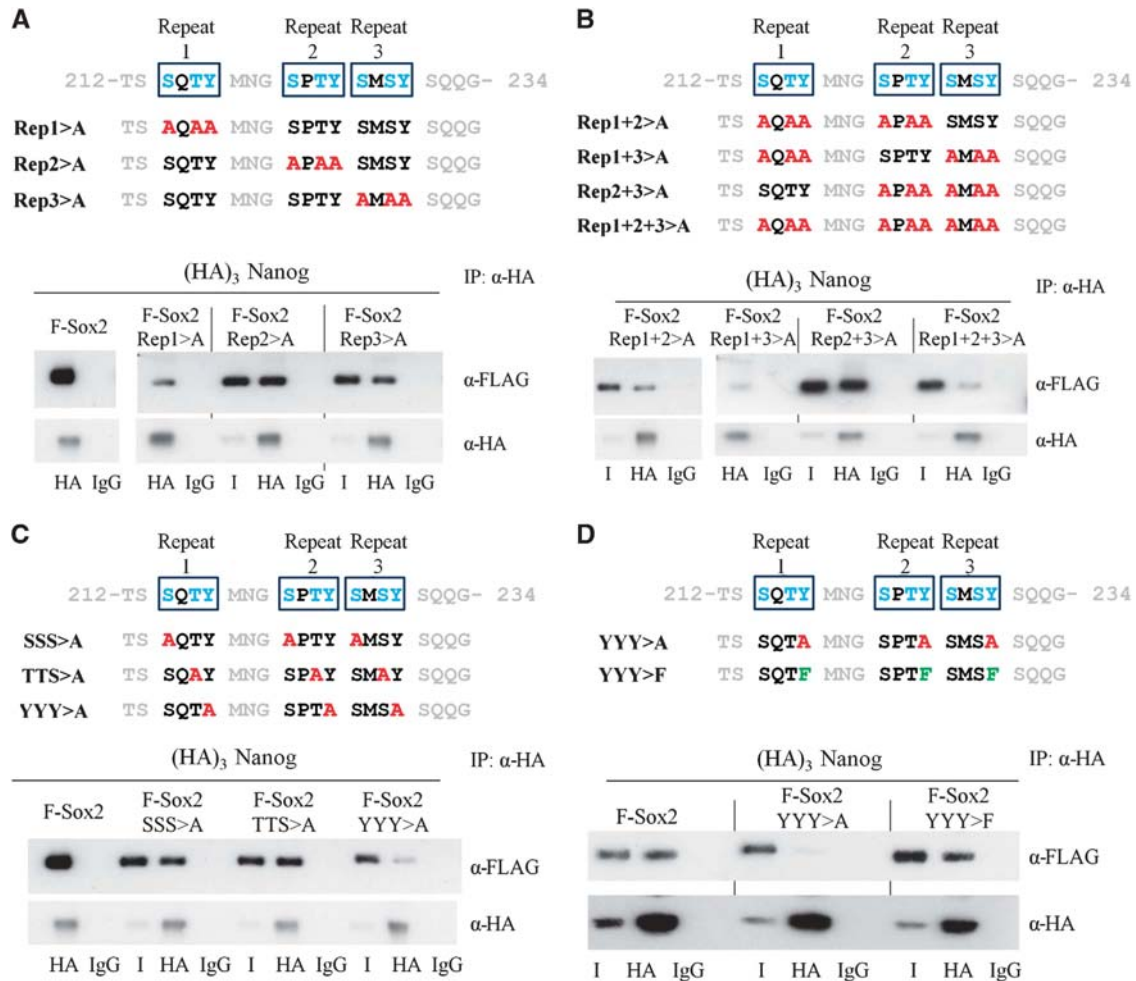 A
Repeat Repeat Repeat
1 2 3
212-TS SQTY MNG SPTY SMSY SQQG- 234
Rep1>A TS AQAA MNG SPTY SMSY SQQG
Rep2>A TS SQTY MNG APAA SMSY SQQG
Rep3>A TS SQTY MNG SPTY AMAA SQQG
(HA)3 Nanog IP: α-HA
F-Sox2 F-Sox2 F-Sox2 F-Sox2
Rep1>A Rep2>A Rep3>A
α-FLAG
α-HA
HA IgG HA IgG I HA IgG I HA IgG
B
Repeat Repeat Repeat
1 2 3
212-TS SQTY MNG SPTY SMSY SQQG- 234
Rep1+2>A TS AQAA MNG APAA SMSY SQQG
Rep1+3>A TS AQAA MNG SPTY AMAA SQQG
Rep2+3>A TS SQTY MNG APAA AMAA SQQG
Rep1+2+3>A TS AQAA MNG APAA AMAA SQQG
(HA)3 Nanog IP: α-HA
F-Sox2 F-Sox2 F-Sox2 F-Sox2
Rep1+2>A Rep1+3>A Rep2+3>A Rep1+2+3>A
α-FLAG
α-HA
I HA IgG HA IgG I HA IgG I HA IgG
C
Repeat Repeat Repeat
1 2 3
212-TS SQTY MNG SPTY SMSY SQQG- 234
SSS>A TS AQTY MNG APTY AMSY SQQG
TTS>A TS SQAY MNG SPAY SMAY SQQG
YYY>A TS SQTA MNG SPTA SMSA SQQG
(HA)3 Nanog IP: α-HA
F-Sox2 F-Sox2 F-Sox2 F-Sox2
SSS>A TTS>A YYY>A
α-FLAG
α-HA
HA IgG I HA IgG I HA IgG I HA IgG
D
Repeat Repeat Repeat
1 2 3
212-TS SQTY MNG SPTY SMSY SQQG- 234
YYY>A TS SQTA MNG SPTA SMSA SQQG
YYY>F TS SQTF MNG SPTF SMSF SQQG
(HA)3 Nanog IP: α-HA
F-Sox2 F-Sox2 F-Sox2
YYY>A YYY>F
α-FLAG
α-HA
I HA IgG I HA IgG I HA IgG